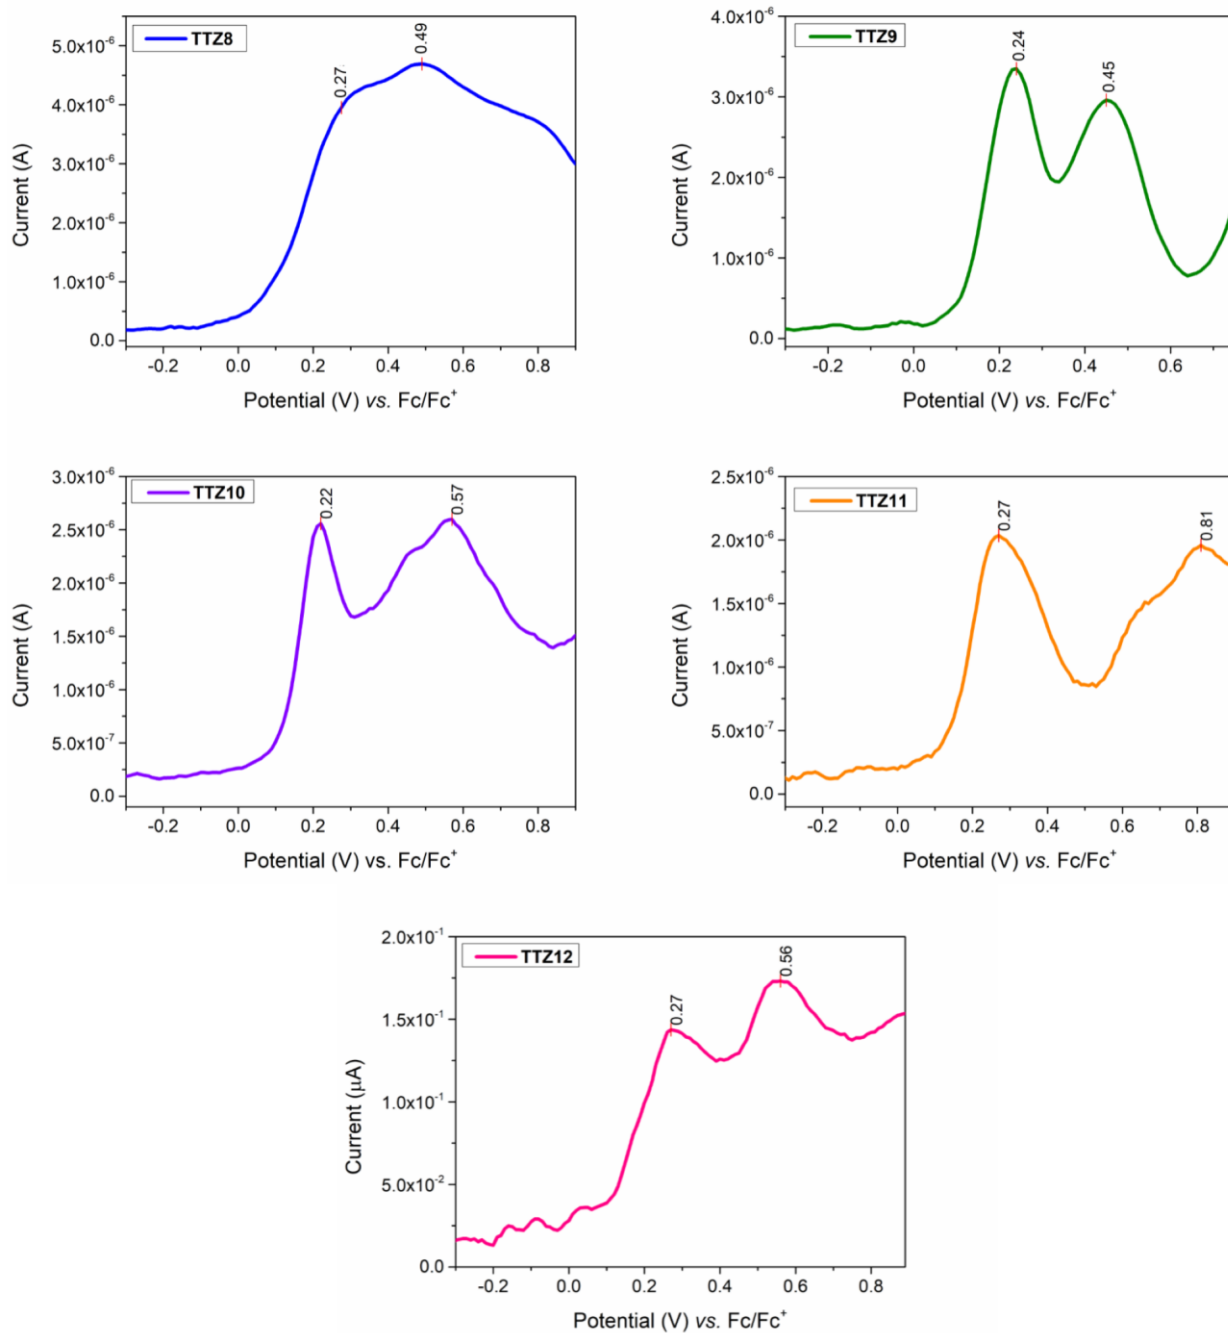 TTZ8
0.27
0.49
5.0x10⁻⁶
4.0x10⁻⁶
3.0x10⁻⁶
2.0x10⁻⁶
1.0x10⁻⁶
0.0
Current (A)
-0.2 0.0 0.2 0.4 0.6 0.8
Potential (V) vs. Fc/Fc⁺
TTZ9
0.24
0.45
4.0x10⁻⁶
3.0x10⁻⁶
2.0x10⁻⁶
1.0x10⁻⁶
0.0
Current (A)
-0.2 0.0 0.2 0.4 0.6
Potential (V) vs. Fc/Fc⁺
TTZ10
0.22
0.57
3.0x10⁻⁶
2.5x10⁻⁶
2.0x10⁻⁶
1.5x10⁻⁶
1.0x10⁻⁶
5.0x10⁻⁷
0.0
Current (A)
-0.2 0.0 0.2 0.4 0.6 0.8
Potential (V) vs. Fc/Fc⁺
TTZ11
0.27
0.81
2.5x10⁻⁶
2.0x10⁻⁶
1.5x10⁻⁶
1.0x10⁻⁶
5.0x10⁻⁷
0.0
Current (A)
-0.2 0.0 0.2 0.4 0.6 0.8
Potential (V) vs. Fc/Fc⁺
TTZ12
0.27
0.56
2.0x10⁻¹
1.5x10⁻¹
1.0x10⁻¹
5.0x10⁻²
0.0
Current (μA)
-0.2 0.0 0.2 0.4 0.6 0.8
Potential (V) vs. Fc/Fc⁺